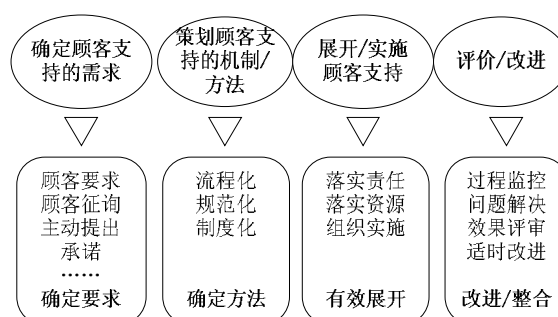 确定顾客支
持的需求
策划顾客支
持的机制/
方法
展开/实施
顾客支持
评价/改进
顾客要求
顾客征询
主动提出
承诺
……
确定要求
流程化
规范化
制度化
确定方法
落实责任
落实资源
组织实施
有效展开
过程监控
问题解决
效果评审
适时改进
改进/整合